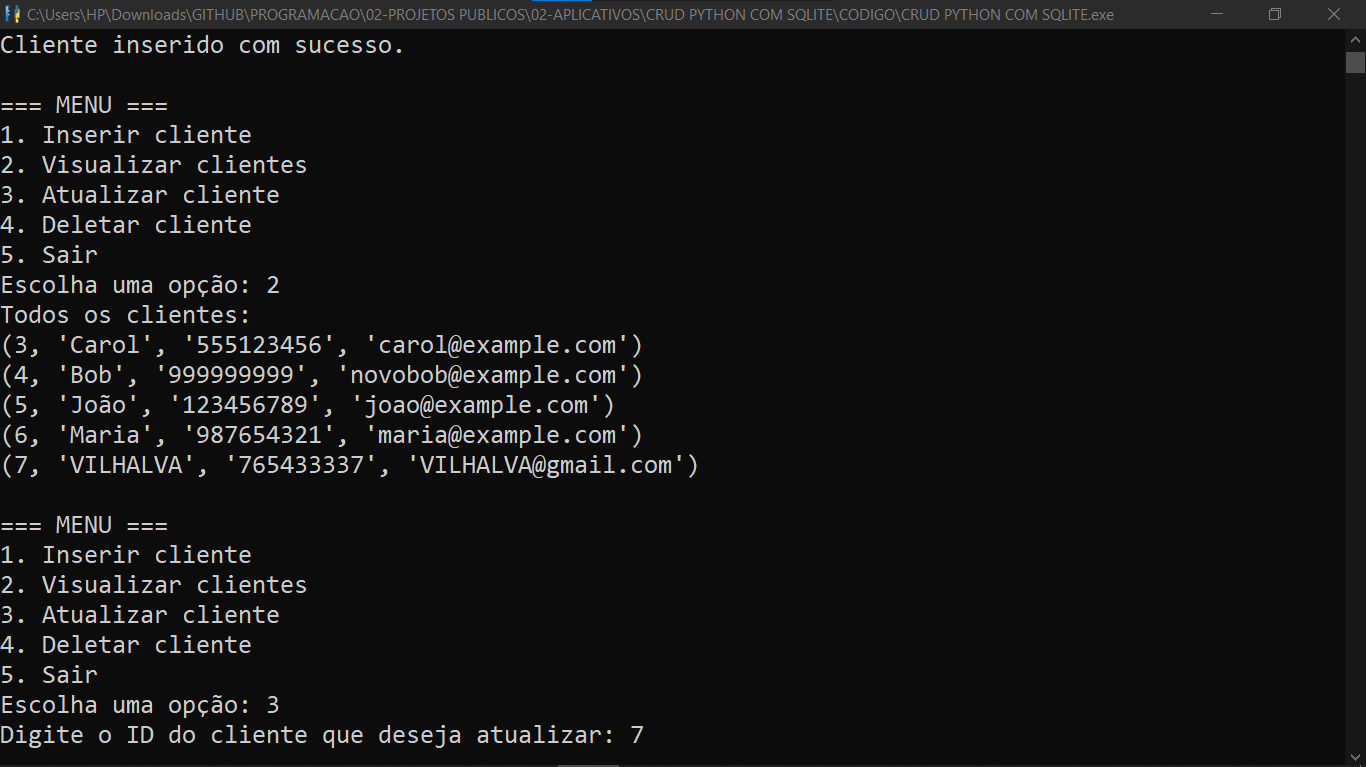 C:\Users\HP\Downloads\GITHUB\PROGRAMACAO\02-PROJETOS PUBLICOS\02-APLICATIVOS\CRUD PYTHON COM SQLITE\CODIGO\CRUD PYTHON COM SQLITE.exe
Cliente inserido com sucesso.
=== MENU ===
1. Inserir cliente
2. Visualizar clientes
3. Atualizar cliente
4. Deletar cliente
5. Sair
Escolha uma opção: 2
Todos os clientes:
(3, 'Carol', '555123456', 'carol@example.com')
(4, 'Bob', '999999999', 'novobob@example.com')
(5, 'João', '123456789', 'joao@example.com')
(6, 'Maria', '987654321', 'maria@example.com')
(7, 'VILHALVA', '765433337', 'VILHALVA@gmail.com')
=== MENU ===
1. Inserir cliente
2. Visualizar clientes
3. Atualizar cliente
4. Deletar cliente
5. Sair
Escolha uma opção: 3
Digite o ID do cliente que deseja atualizar: 7